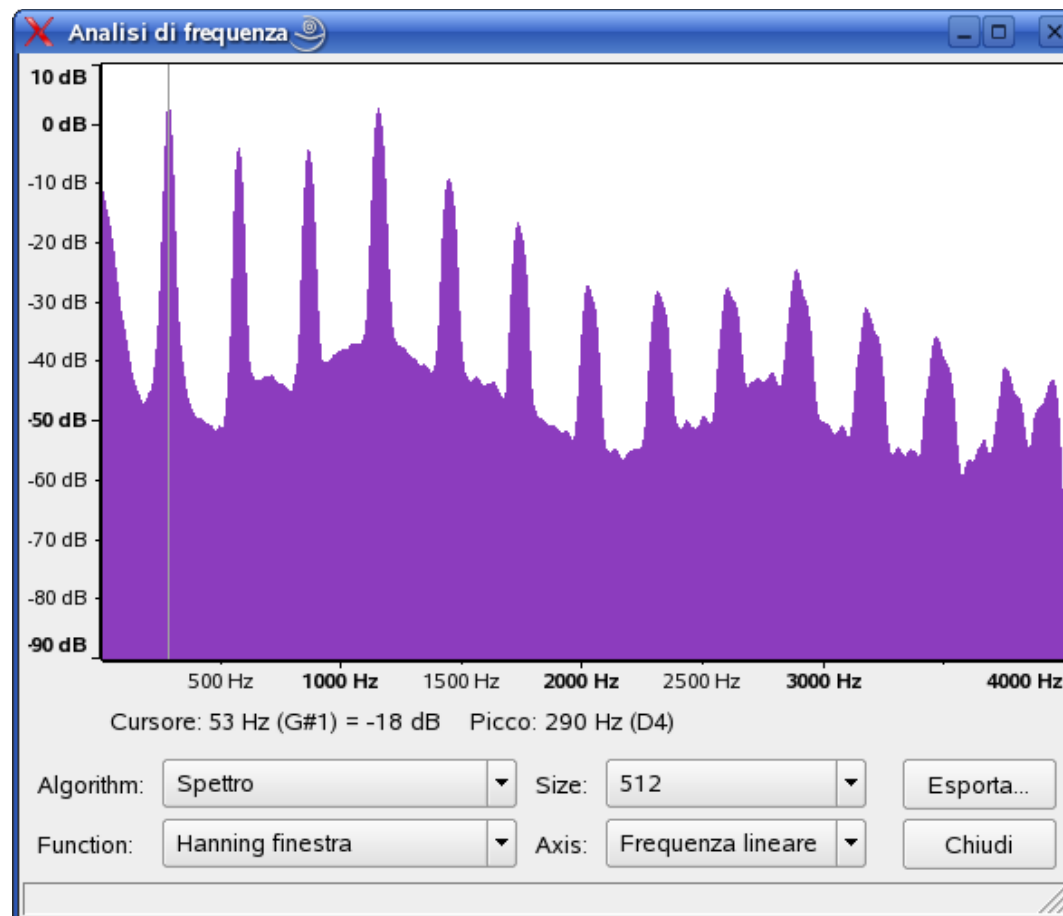 Analisi di frequenza
10 dB
0 dB
-10 dB
-20 dB
-30 dB
-40 dB
-50 dB
-60 dB
-70 dB
-80 dB
-90 dB
500 Hz 1000 Hz 1500 Hz 2000 Hz 2500 Hz 3000 Hz 4000 Hz
Cursore: 53 Hz (G#1) = -18 dB Picco: 290 Hz (D4)
Algorithm: Spettro Size: 512 Esporta...
Function: Hanning finestra Axis: Frequenza lineare Chiudi